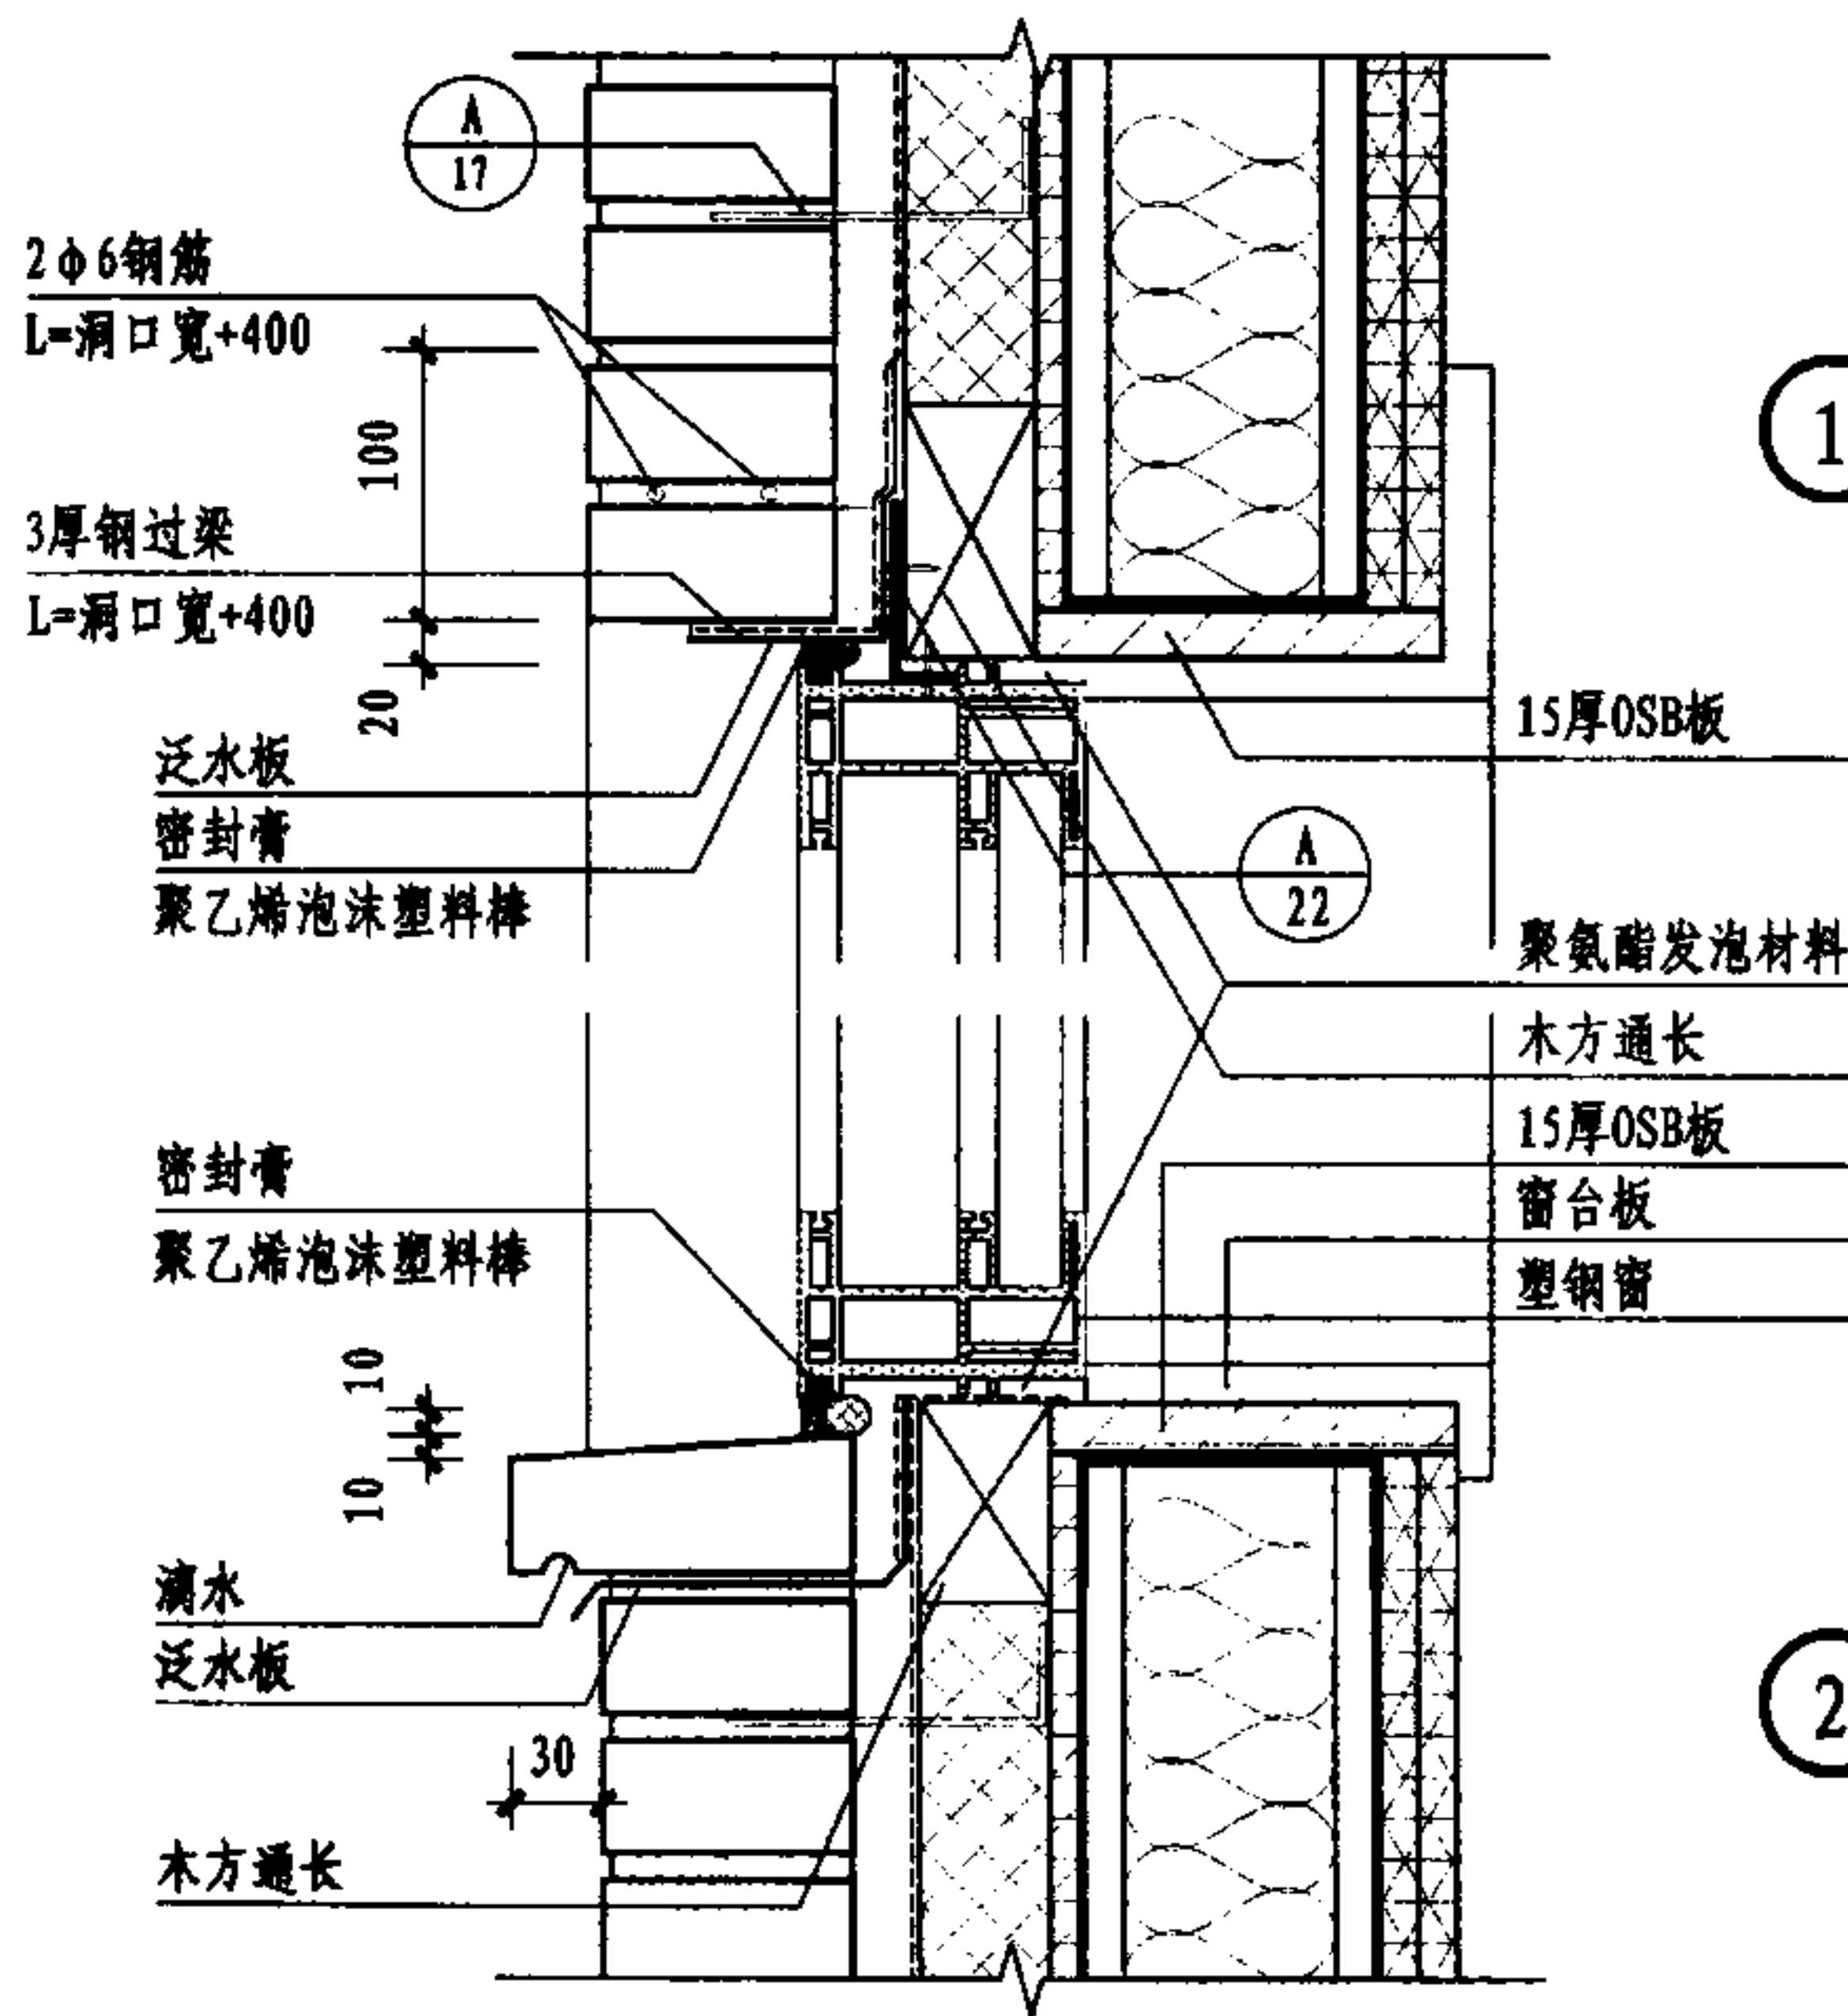 A
17
2ф6钢筋
L=洞口宽+400
100
3厚钢过梁
L=洞口宽+400
20
泛水板
密封膏
聚乙烯泡沫塑料棒
1
15厚OSB板
A
22
聚氨酯发泡材料
木方通长
15厚OSB板
窗台板
塑钢窗
密封膏
聚乙烯泡沫塑料棒
10
10
滴水
泛水板
30
木方通长
2